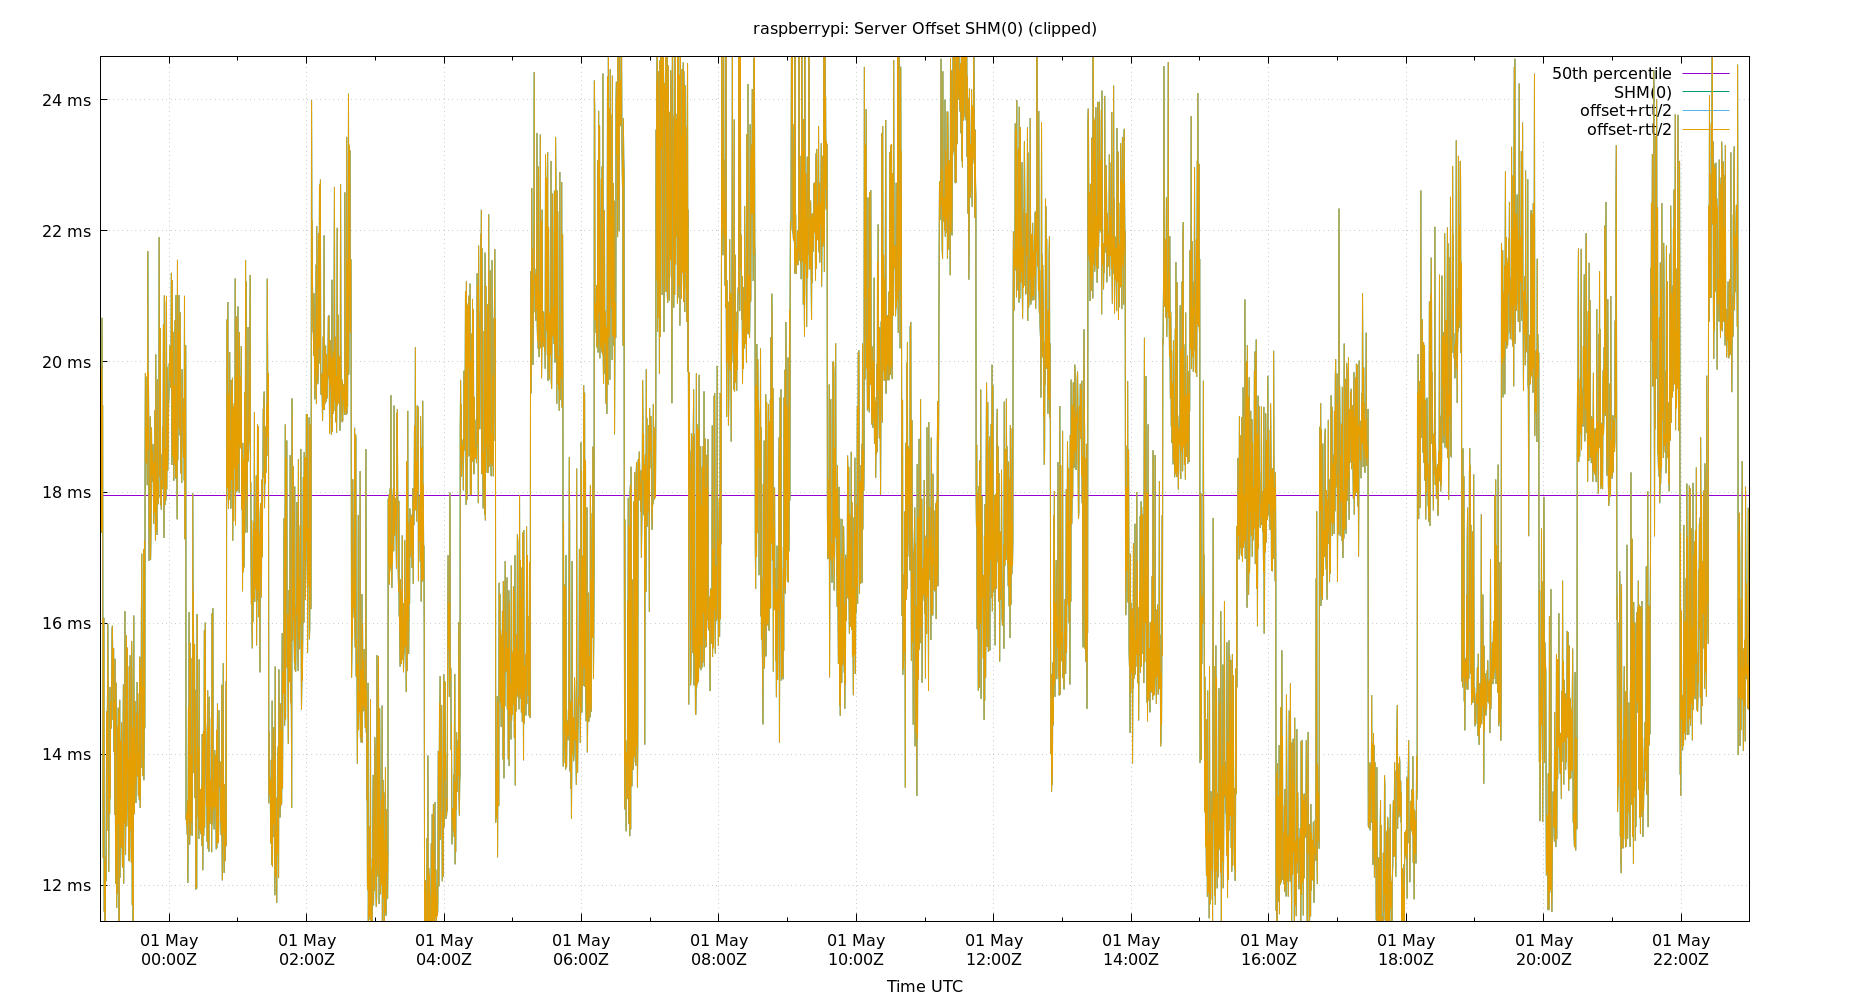 raspberrypi: Server Offset SHM(0) (clipped)
50th percentile
SHM(0)
offset+rtt/2
offset-rtt/2
24 ms
22 ms
20 ms
18 ms
16 ms
14 ms
12 ms
01 May 01 May 01 May 01 May 01 May 01 May 01 May 01 May 01 May 01 May 01 May 01 May
00:00Z 02:00Z 04:00Z 06:00Z 08:00Z 10:00Z 12:00Z 14:00Z 16:00Z 18:00Z 20:00Z 22:00Z
Time UTC